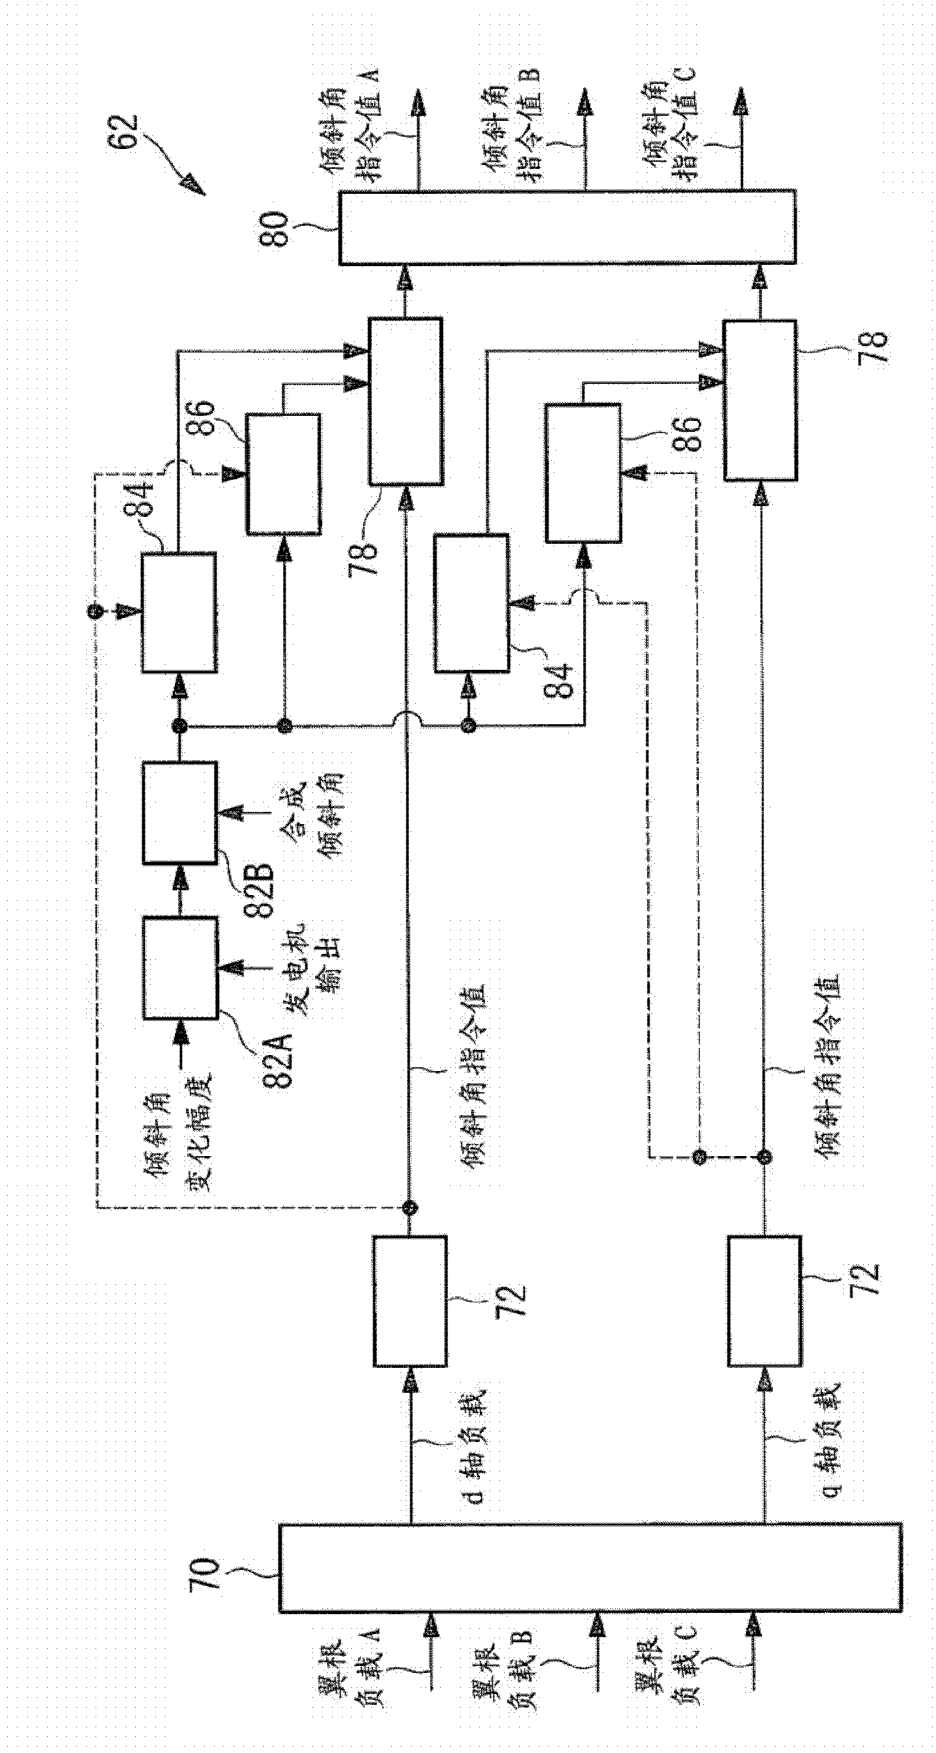 62
翼根
负载 A
翼根
负载 B
翼根
负载 C
70
d 轴负载
q 轴负载
72
72
倾斜角指令值
倾斜角指令值
倾斜角
变化幅度
82A
发电机
输出
82B
合成
倾斜角
84
86
78
84
86
78
80
倾斜角
指令值 A
倾斜角
指令值 B
倾斜角
指令值 C